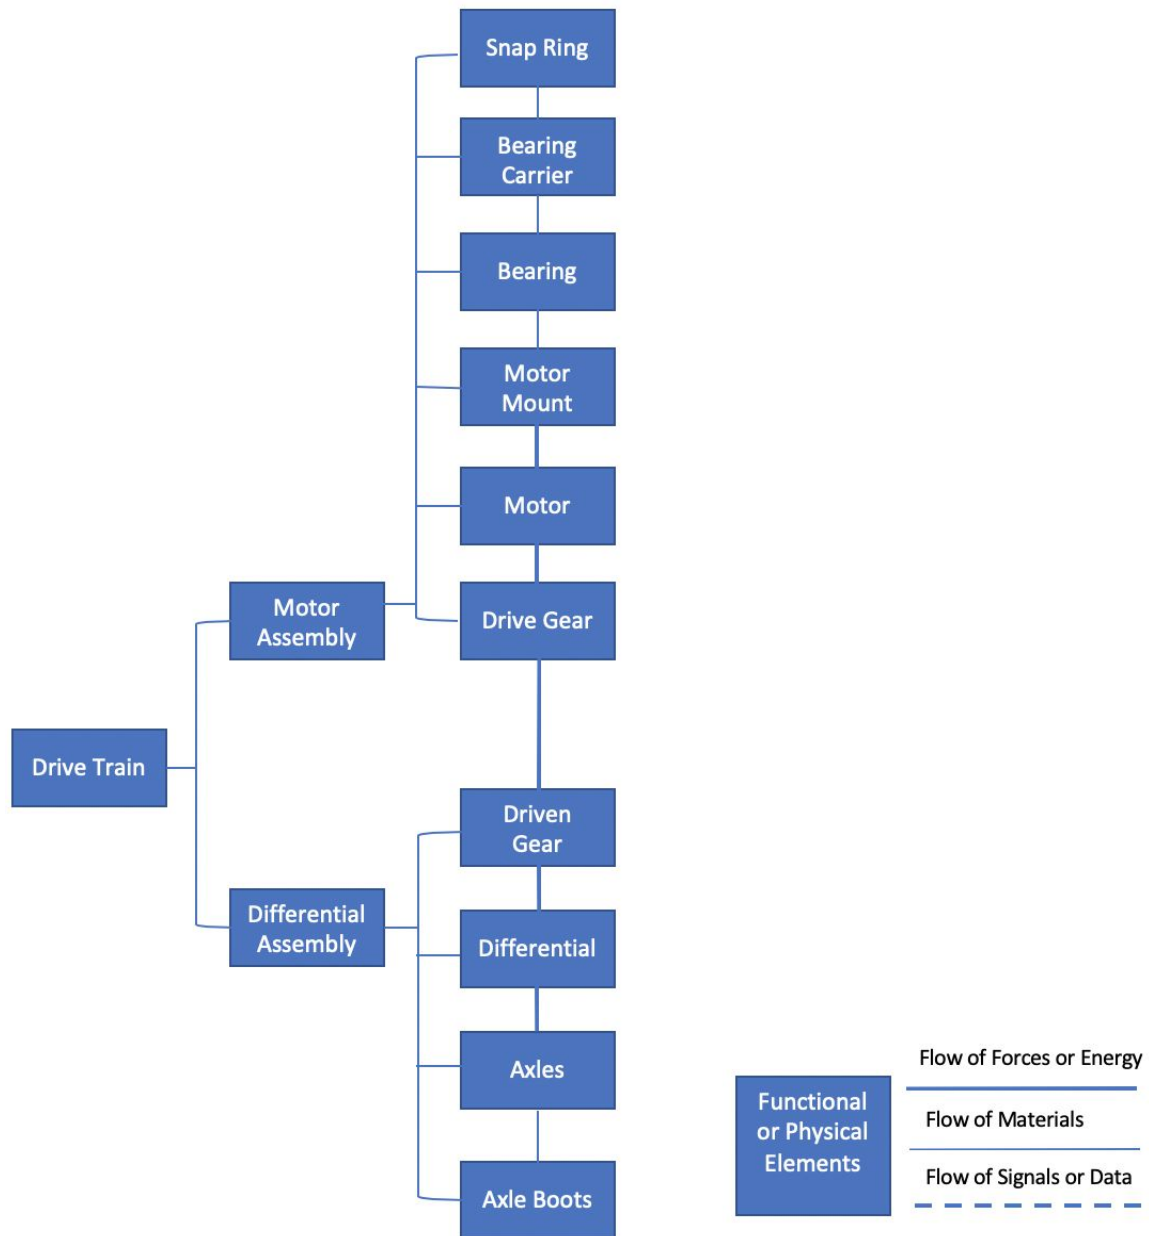 Snap Ring
Bearing
Carrier
Bearing
Motor
Mount
Motor
Motor
Assembly
Drive Gear
Drive Train
Driven
Gear
Differential
Assembly
Differential
Axles
Axle Boots
Functional
or Physical
Elements
Flow of Forces or Energy
Flow of Materials
Flow of Signals or Data